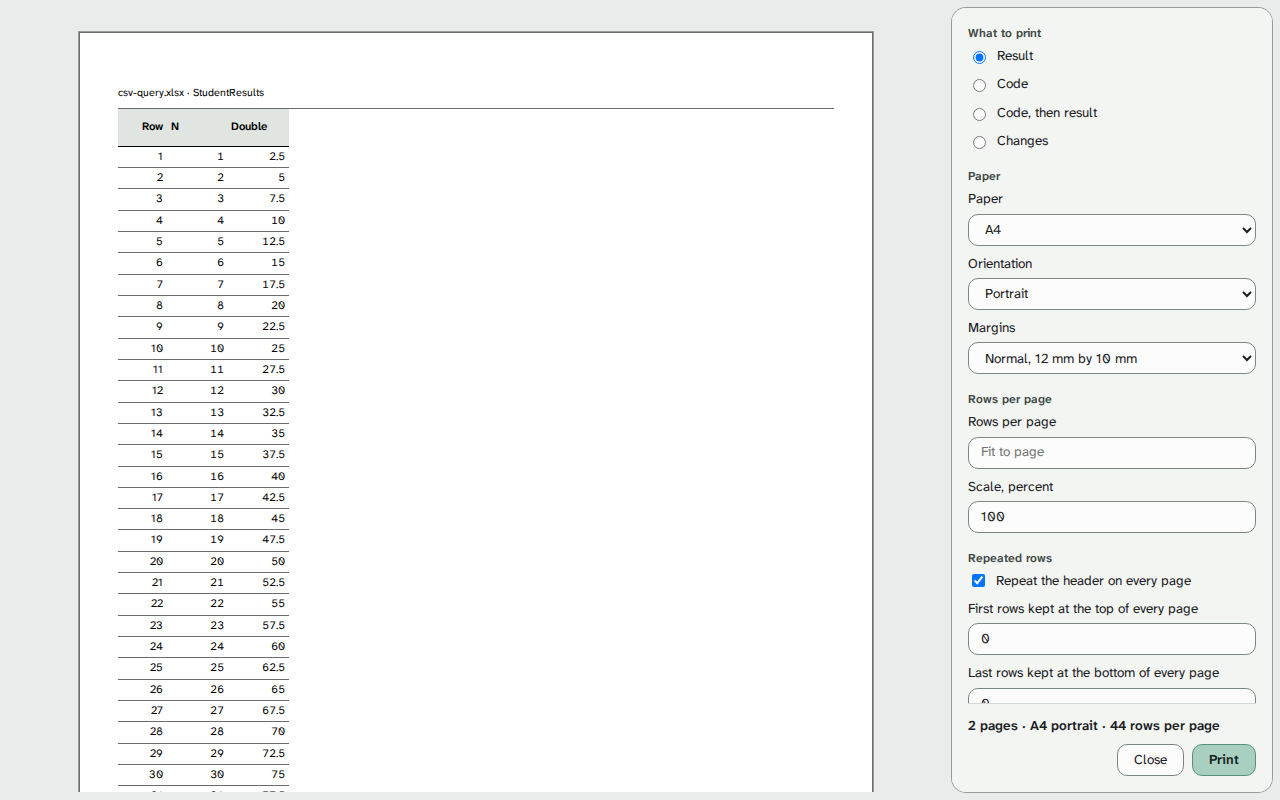 csv-query.xlsx · StudentResults
Row N Double
1 1 2.5
2 2 5
3 3 7.5
4 4 10
5 5 12.5
6 6 15
7 7 17.5
8 8 20
9 9 22.5
10 10 25
11 11 27.5
12 12 30
13 13 32.5
14 14 35
15 15 37.5
16 16 40
17 17 42.5
18 18 45
19 19 47.5
20 20 50
21 21 52.5
22 22 55
23 23 57.5
24 24 60
25 25 62.5
26 26 65
27 27 67.5
28 28 70
29 29 72.5
30 30 75
What to print
Result
Code
Code, then result
Changes
Paper
Paper
A4
Orientation
Portrait
Margins
Normal, 12 mm by 10 mm
Rows per page
Rows per page
Fit to page
Scale, percent
100
Repeated rows
Repeat the header on every page
First rows kept at the top of every page
0
Last rows kept at the bottom of every page
2 pages · A4 portrait · 44 rows per page
Close Print